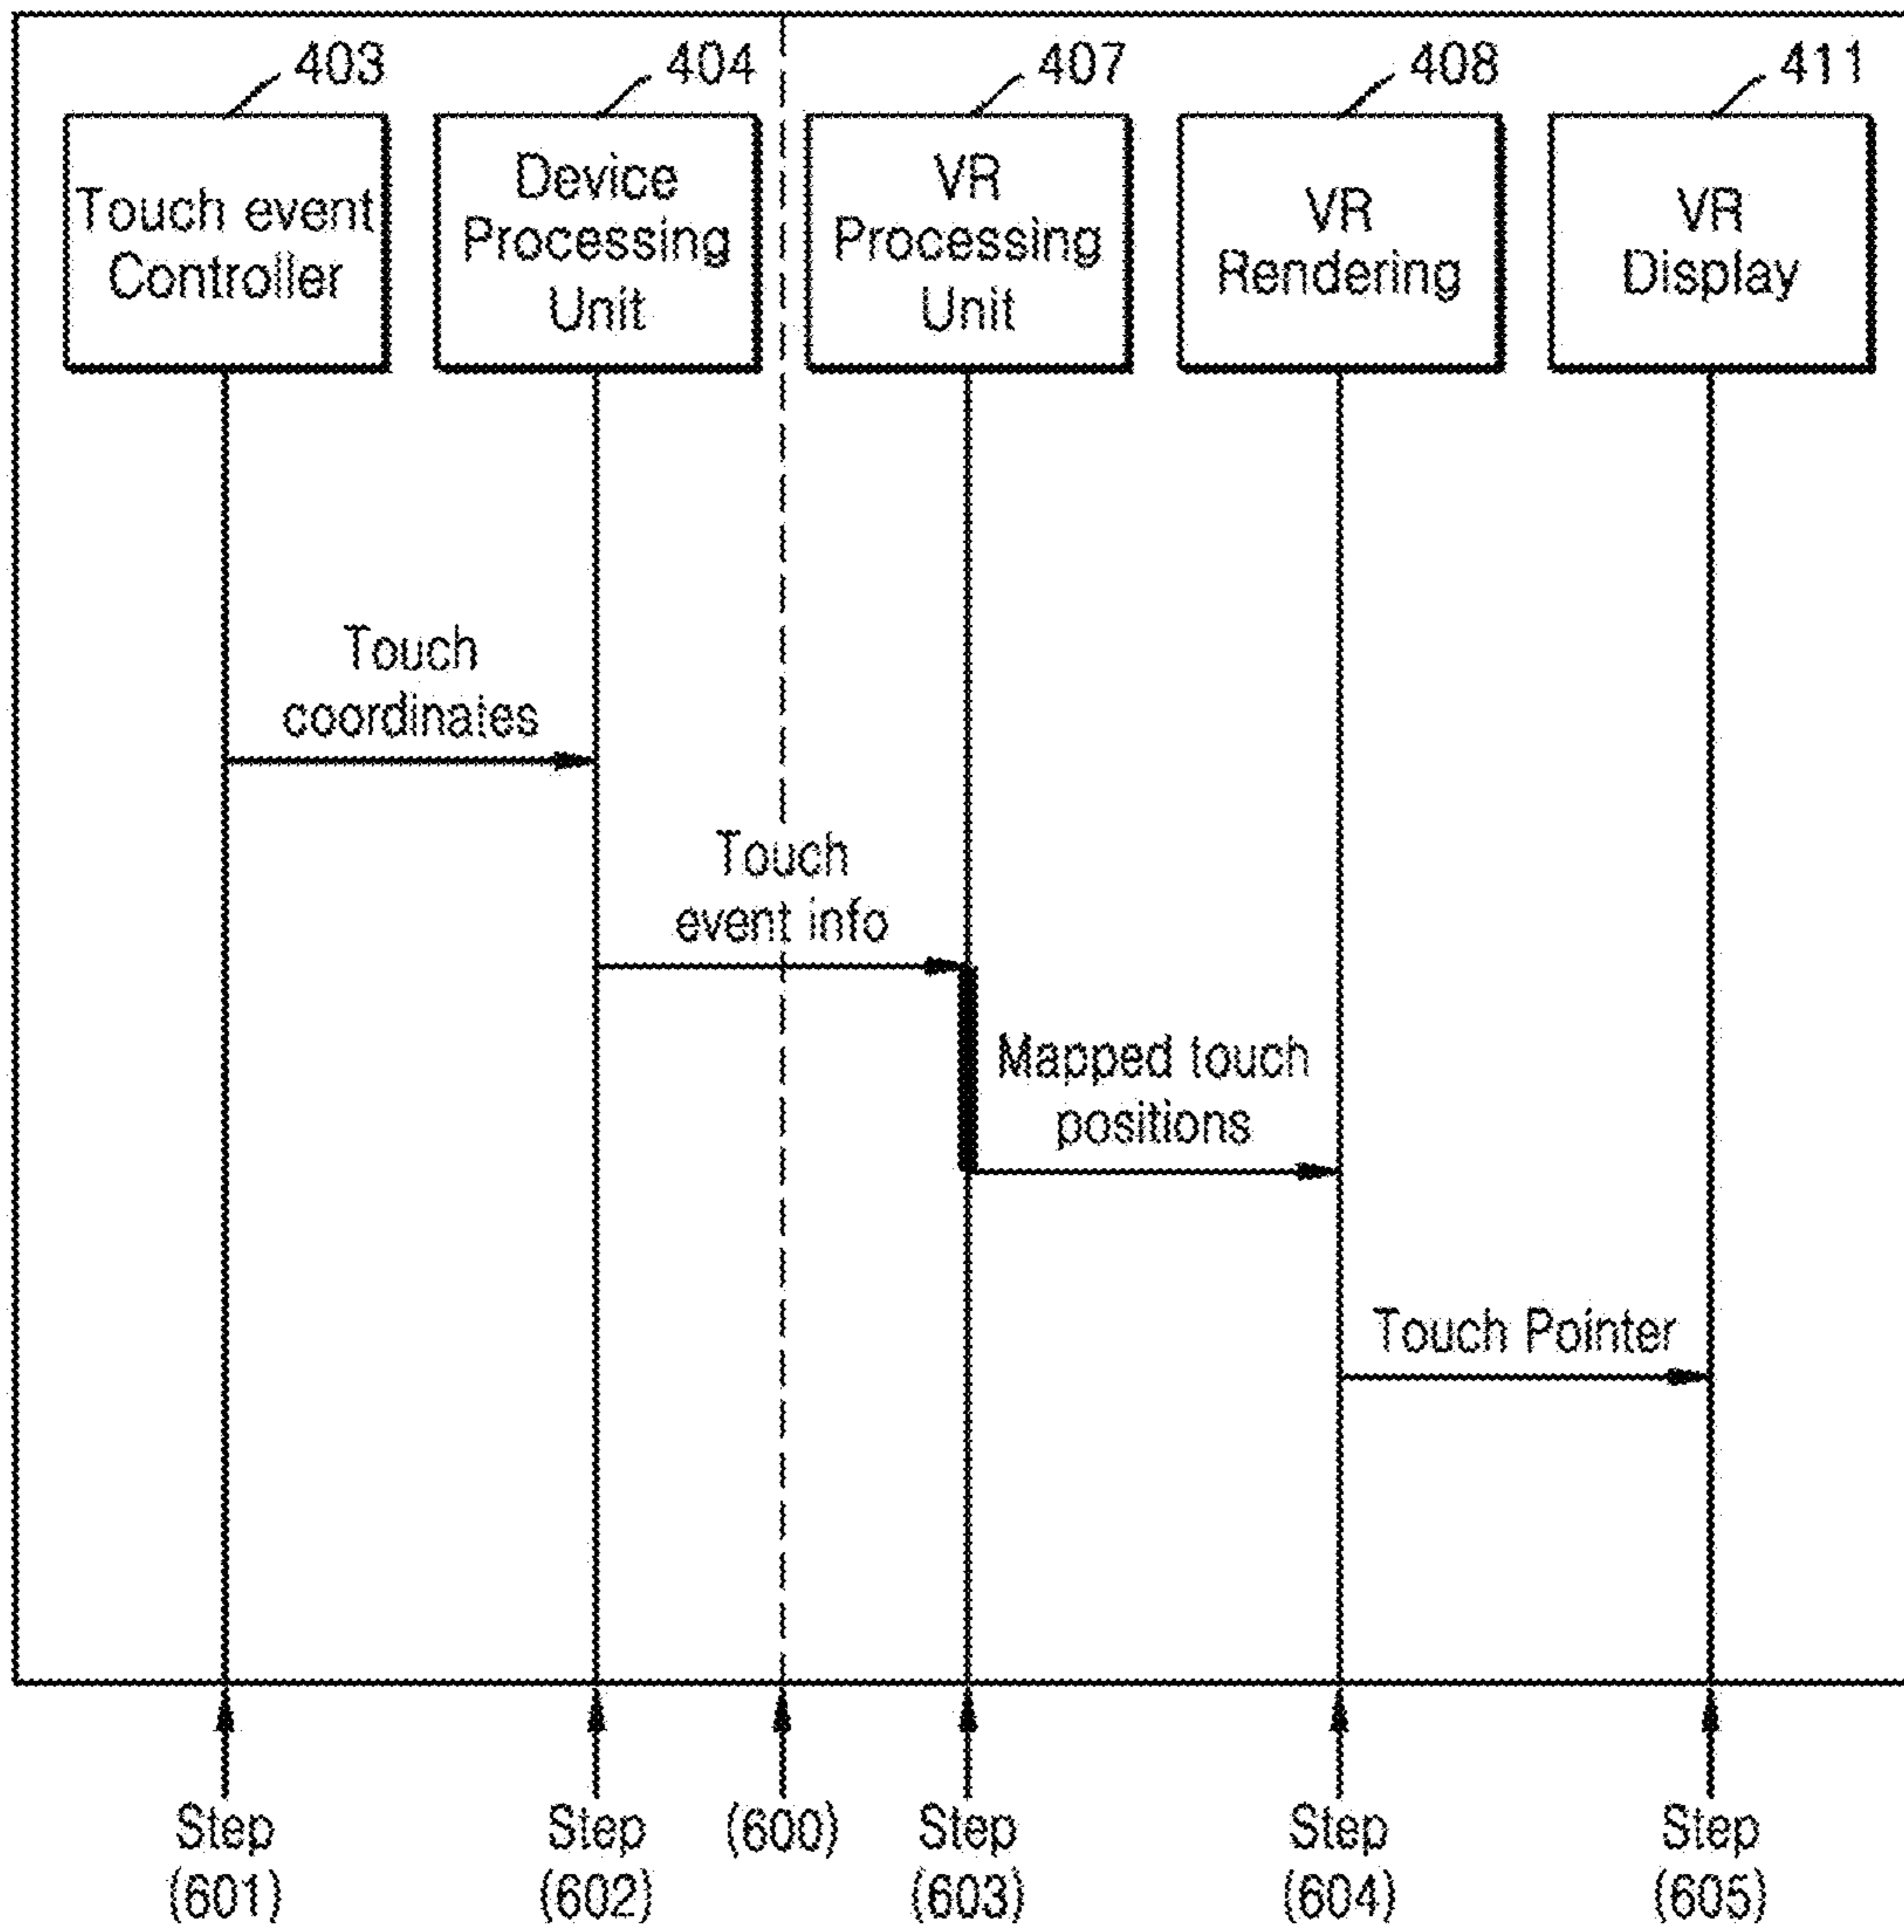 403
404
407
408
411
Touch event
Controller
Device
Processing
Unit
VR
Processing
Unit
VR
Rendering
VR
Display
Touch
coordinates
Touch
event info
Mapped touch
positions
Touch Pointer
Step
(601)
Step
(602)
(600)
Step
(603)
Step
(604)
Step
(605)